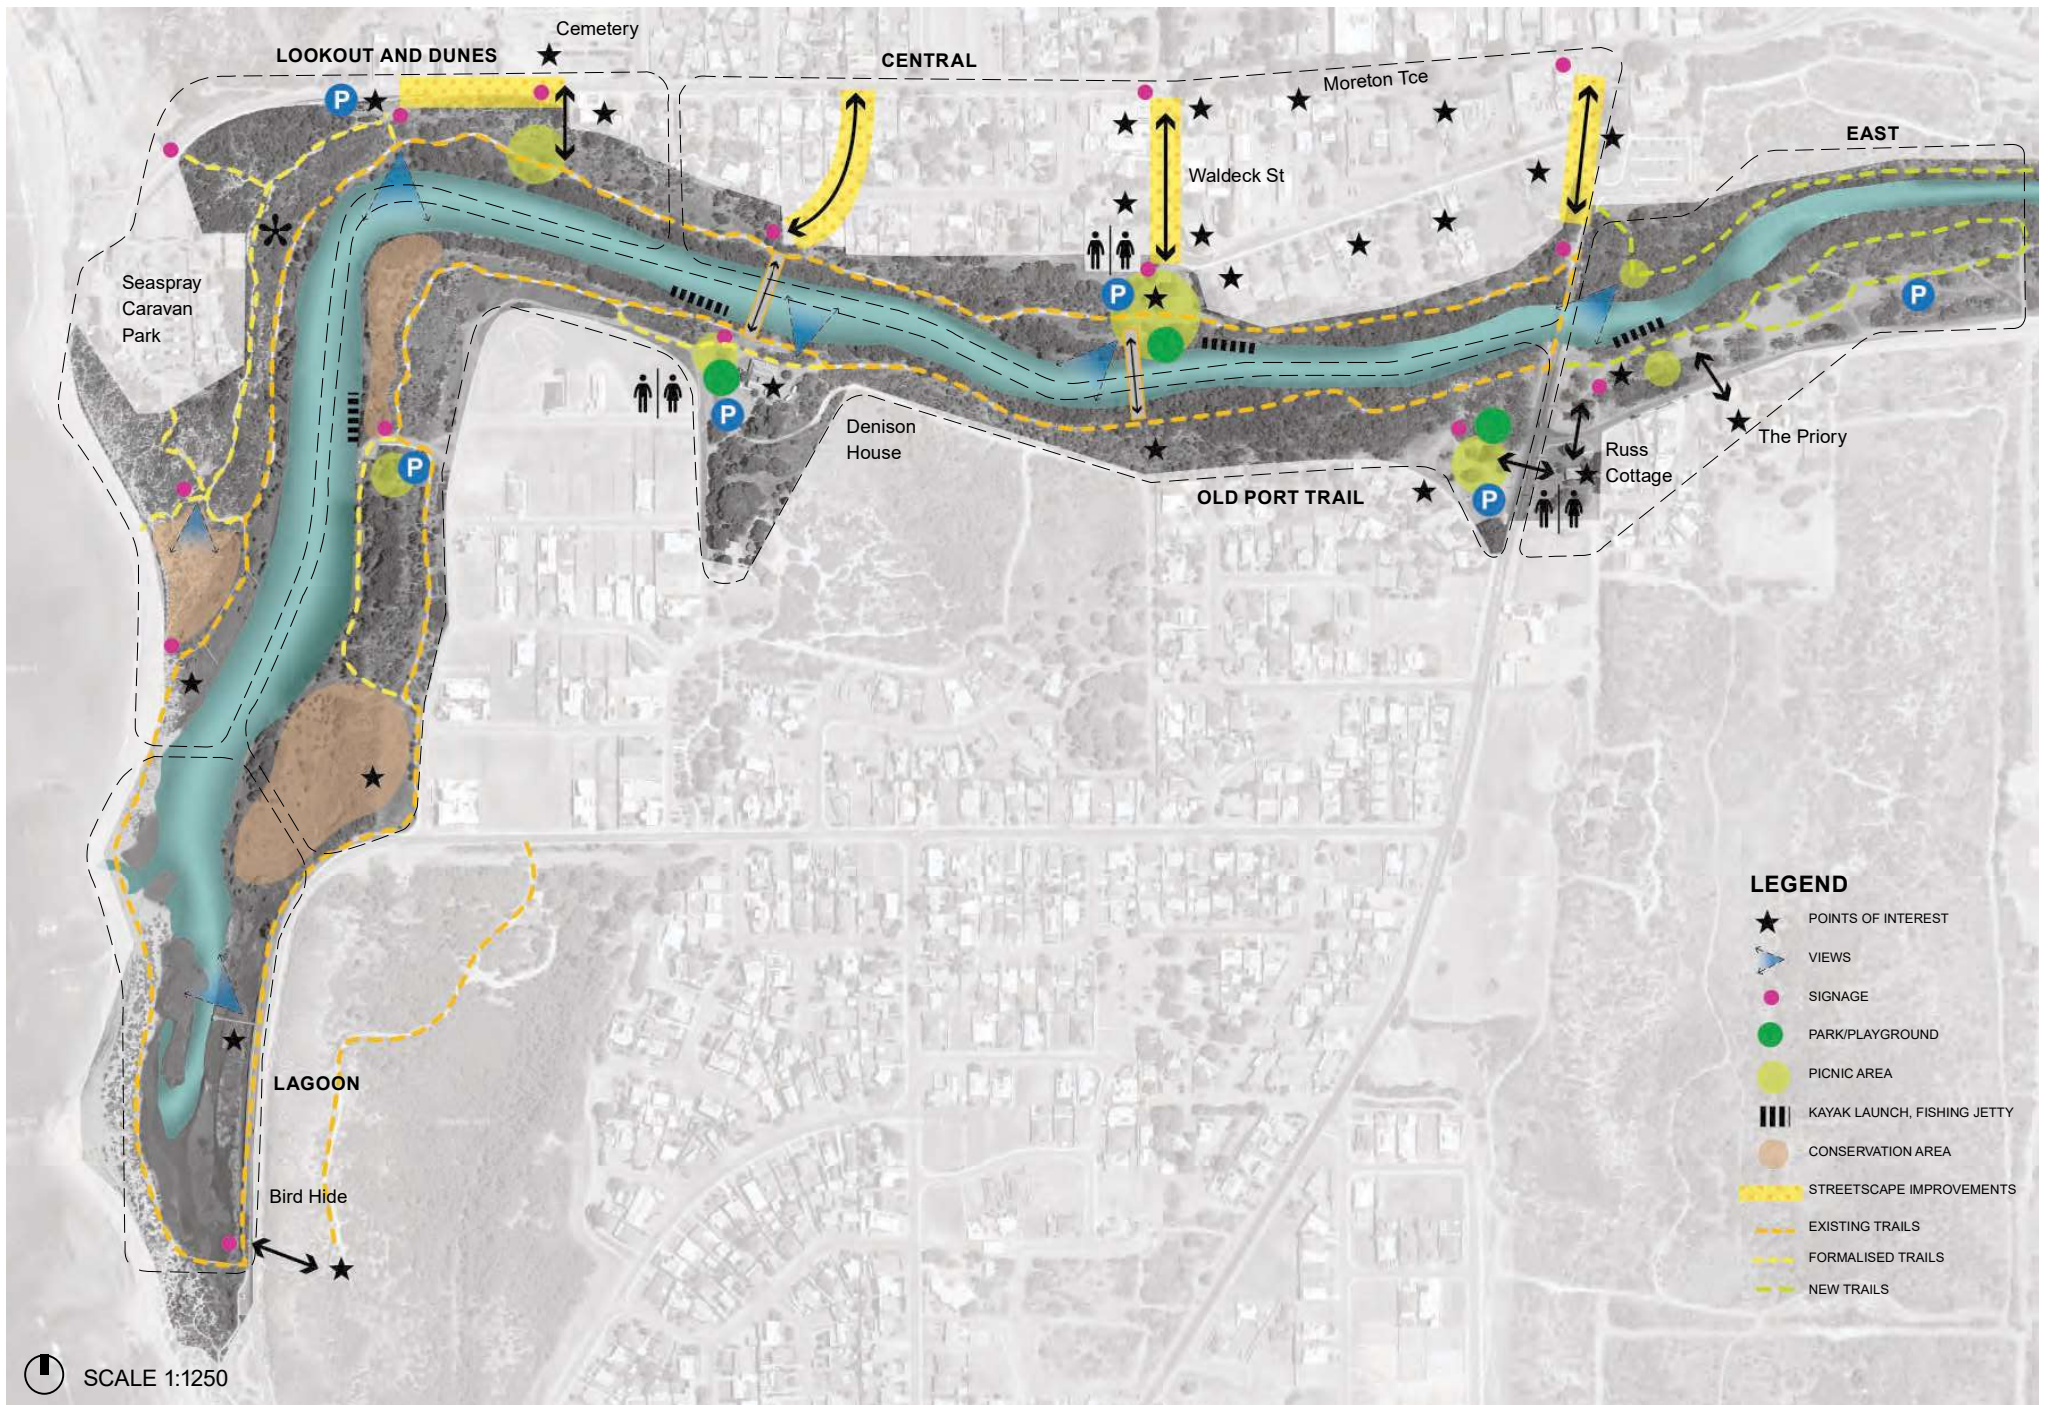 Cemetery
LOOKOUT AND DUNES
CENTRAL
Moreton Tce
P
EAST
Waldeck St
Seaspray
Caravan
Park
P
P
P
Denison
House
The Priory
Russ
Cottage
P
OLD PORT TRAIL
P
LAGOON
Bird Hide
LEGEND
POINTS OF INTEREST
VIEWS
SIGNAGE
PARK/PLAYGROUND
PICNIC AREA
KAYAK LAUNCH, FISHING JETTY
CONSERVATION AREA
STREETSCAPE IMPROVEMENTS
EXISTING TRAILS
FORMALISED TRAILS
NEW TRAILS
SCALE 1:1250